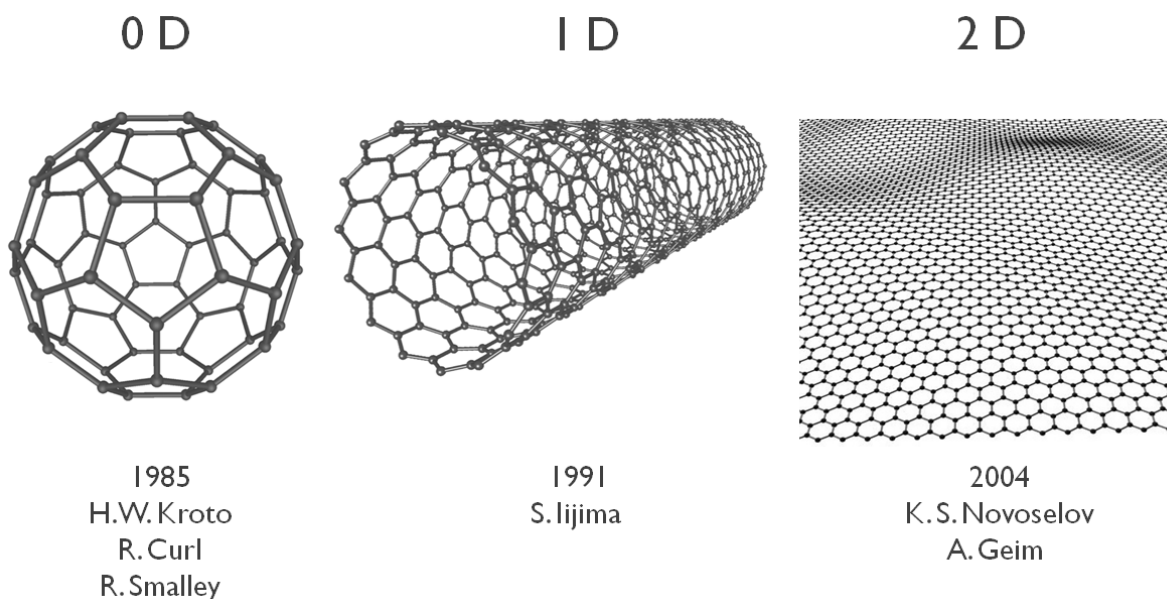 0 D
1 D
2 D
1985
H.W. Kroto
R. Curl
R. Smalley
1991
S. Iijima
2004
K. S. Novoselov
A. Geim